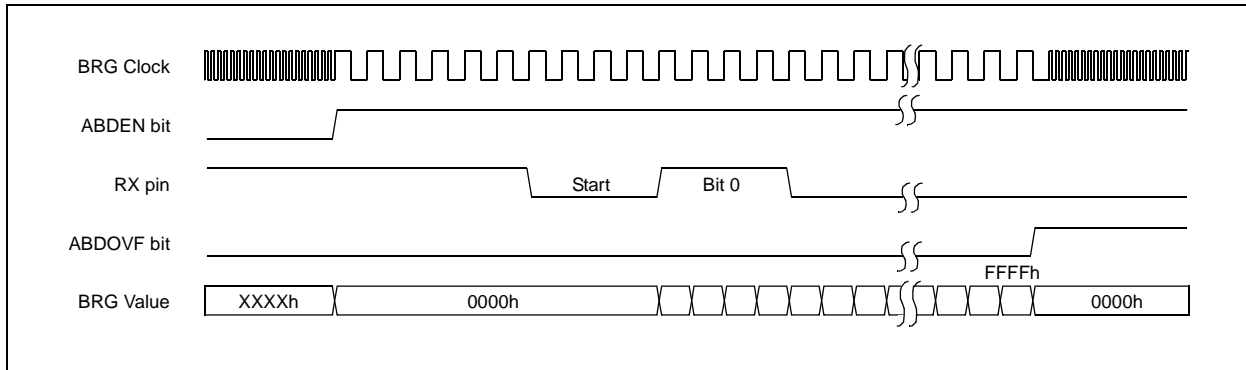 BRG Clock
ABDEN bit
RX pin
Start
Bit 0
ABDOVF bit
FFFFh
BRG Value
XXXXh
0000h
0000h